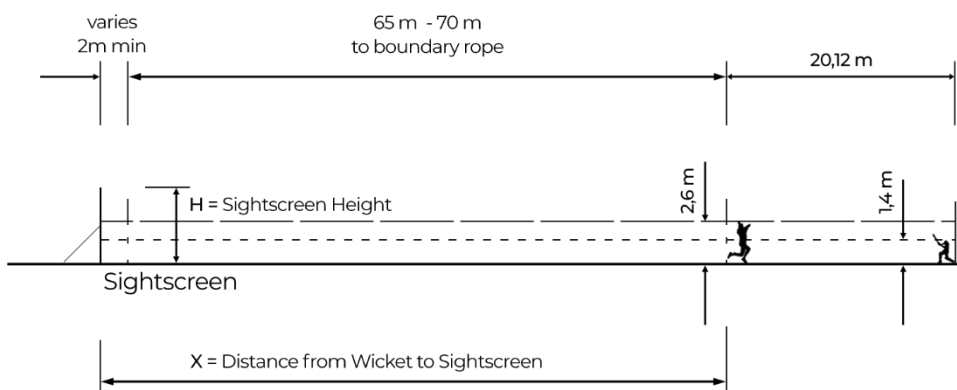 varies
2m min
65 m - 70 m
to boundary rope
20,12 m
H = Sightscreen Height
2,6 m
1,4 m
Sightscreen
X = Distance from Wicket to Sightscreen